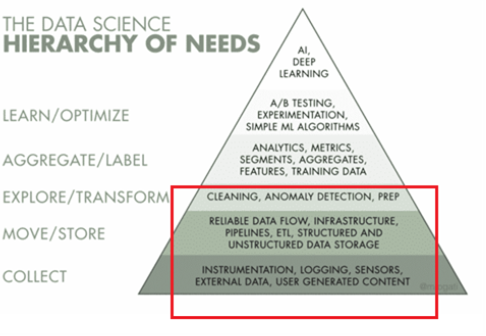 THE DATA SCIENCE
HIERARCHY OF NEEDS
AI,
DEEP
LEARNING
LEARN/OPTIMIZE
A/B TESTING,
EXPERIMENTATION,
SIMPLE ML ALGORITHMS
AGGREGATE/LABEL
ANALYTICS, METRICS,
SEGMENTS, AGGREGATES,
FEATURES, TRAINING DATA
EXPLORE/TRANSFORM
CLEANING, ANOMALY DETECTION, PREP
MOVE/STORE
RELIABLE DATA FLOW, INFRASTRUCTURE,
PIPELINES, ETL, STRUCTURED AND
UNSTRUCTURED DATA STORAGE
COLLECT
INSTRUMENTATION, LOGGING, SENSORS,
EXTERNAL DATA, USER GENERATED CONTENT